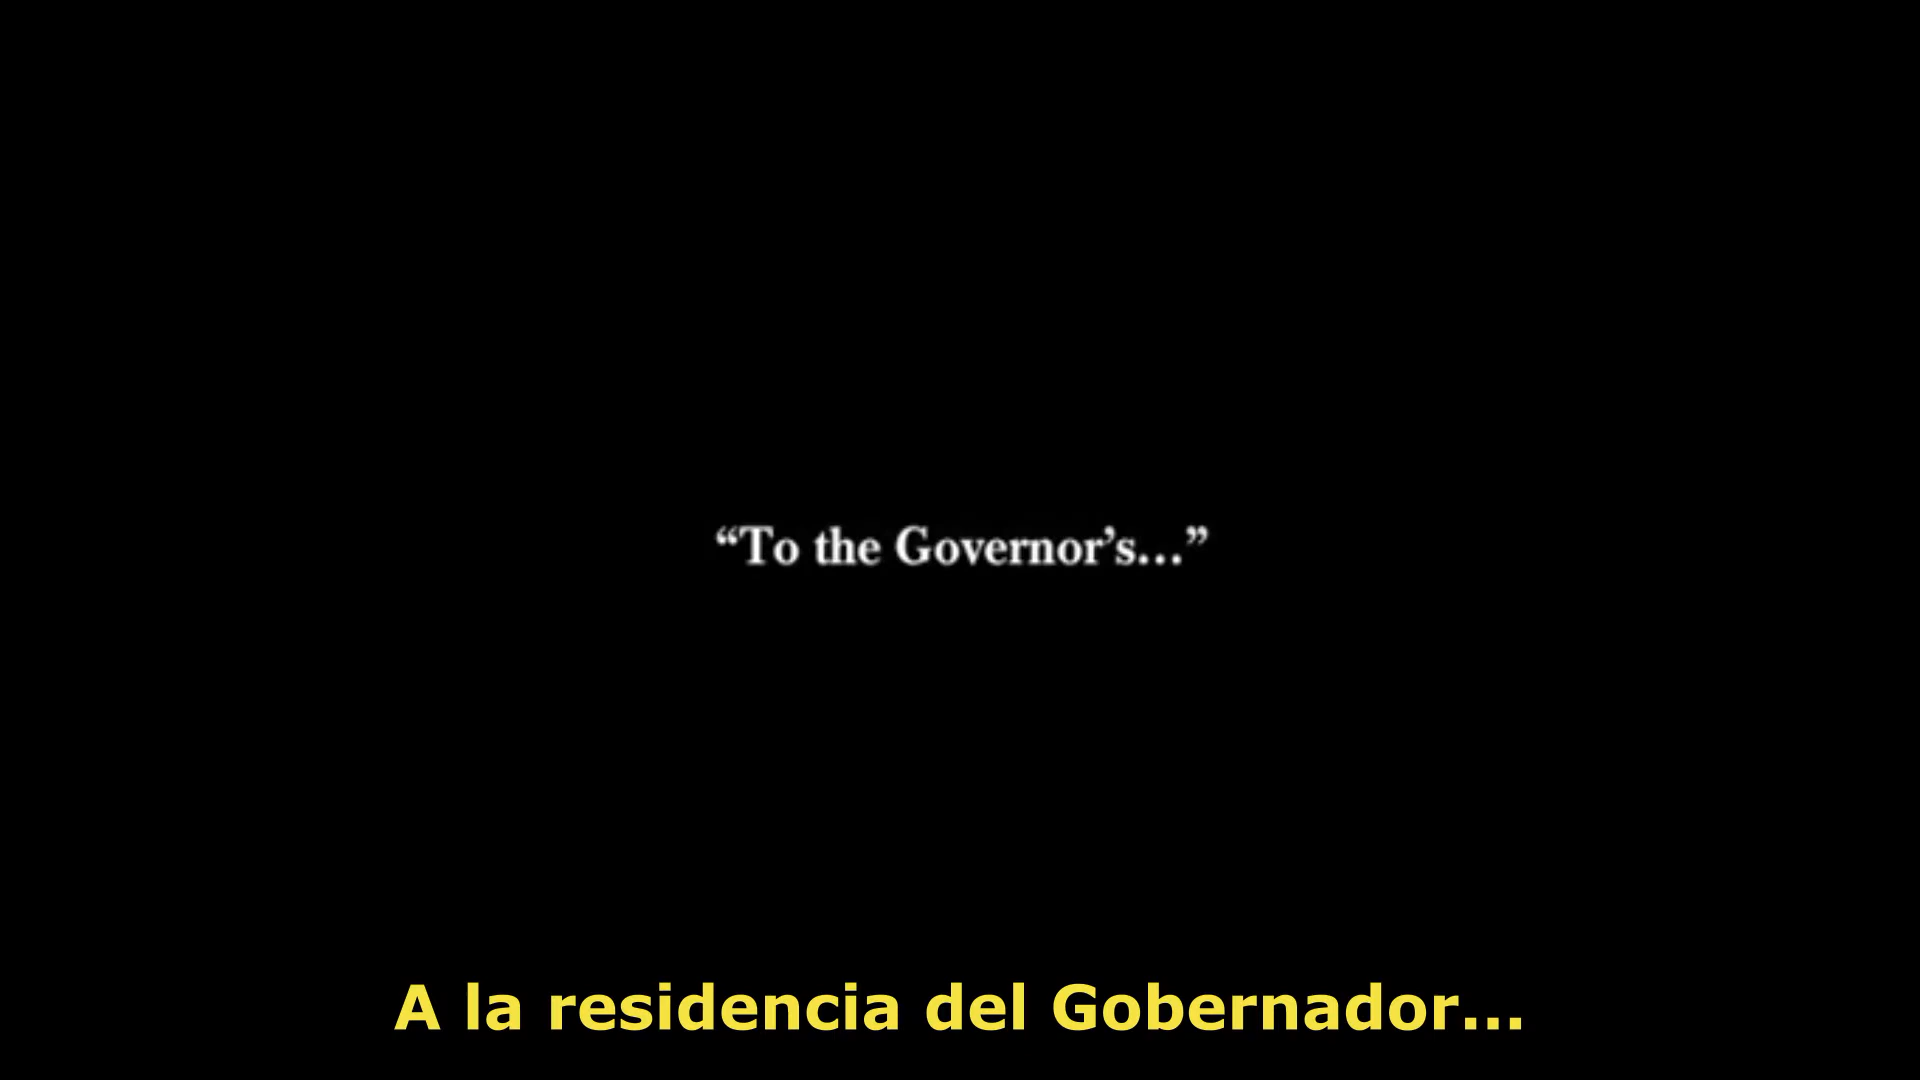 “To the Governor’s...”
A la residencia del Gobernador...